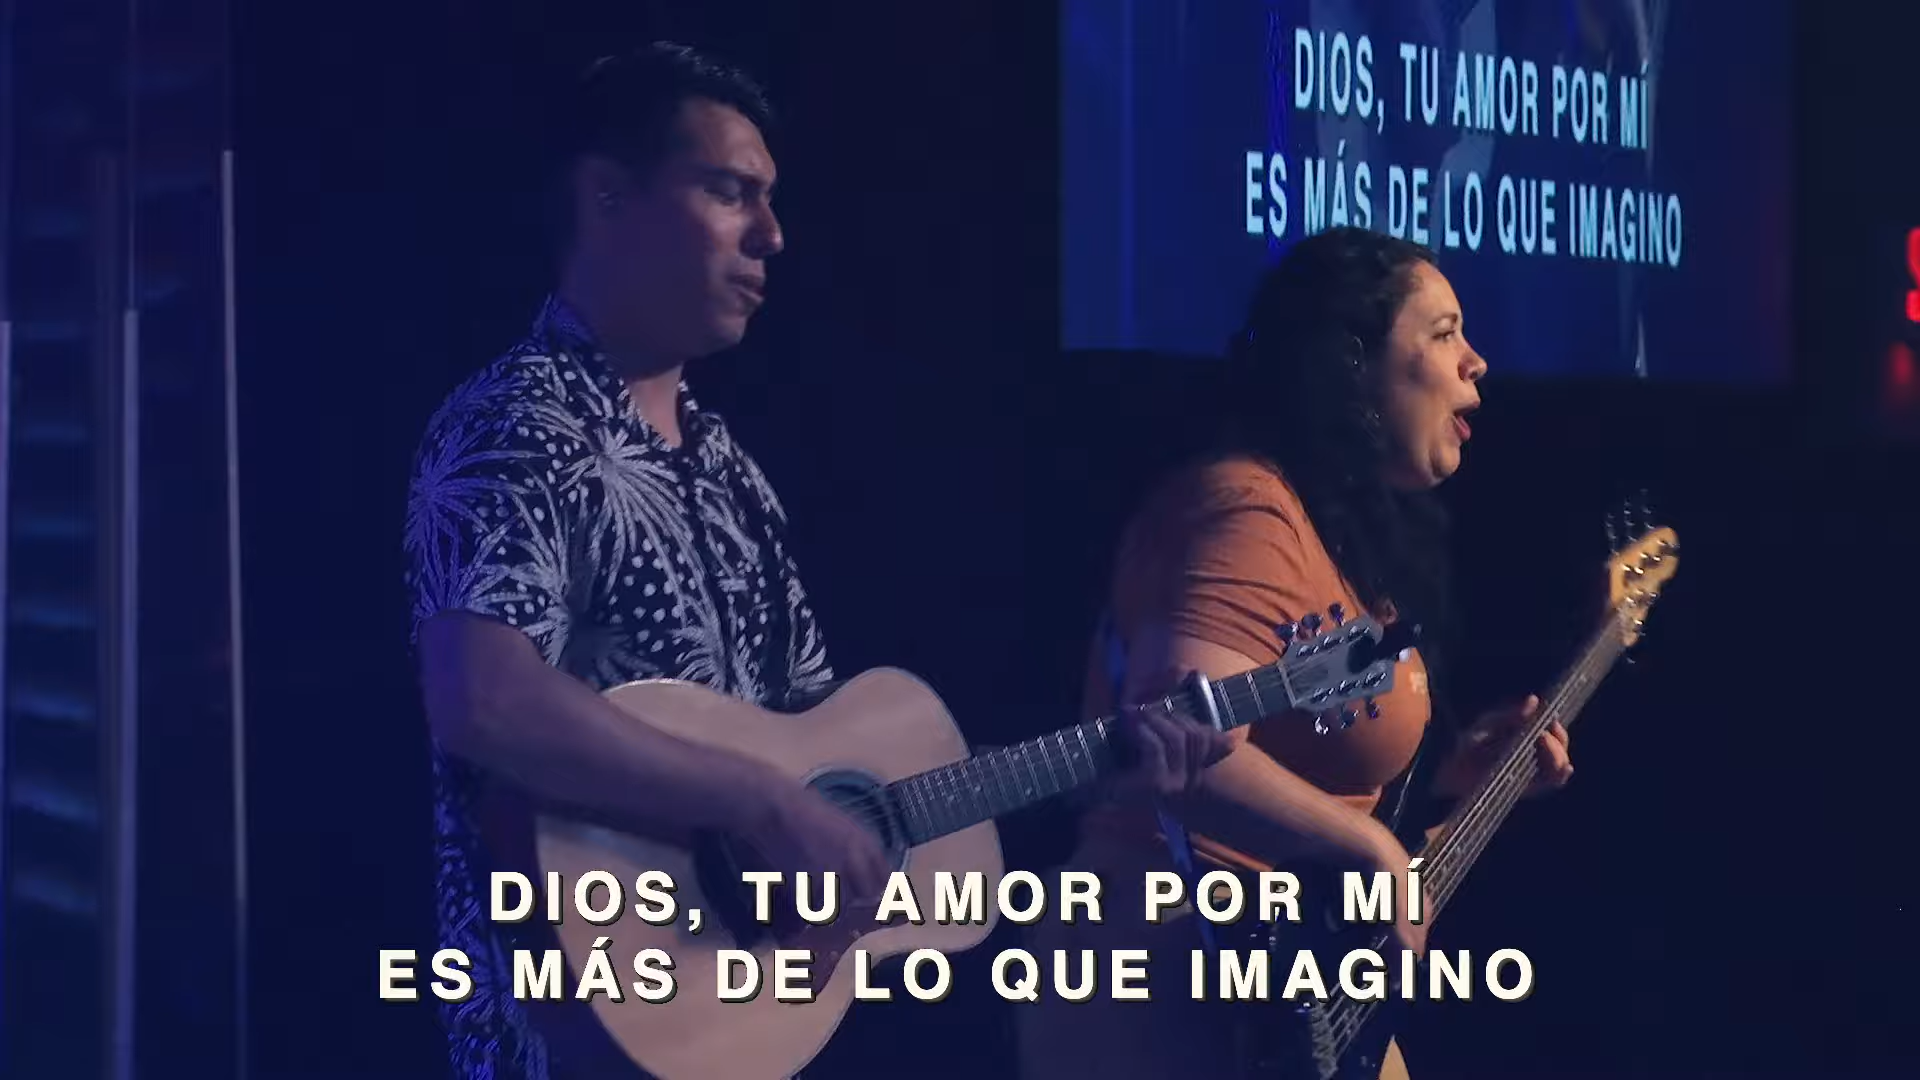 DIOS, TU AMOR POR MÍ
ES MÁS DE LO QUE IMAGINO
DIOS, TU AMOR POR MÍ
ES MÁS DE LO QUE IMAGINO